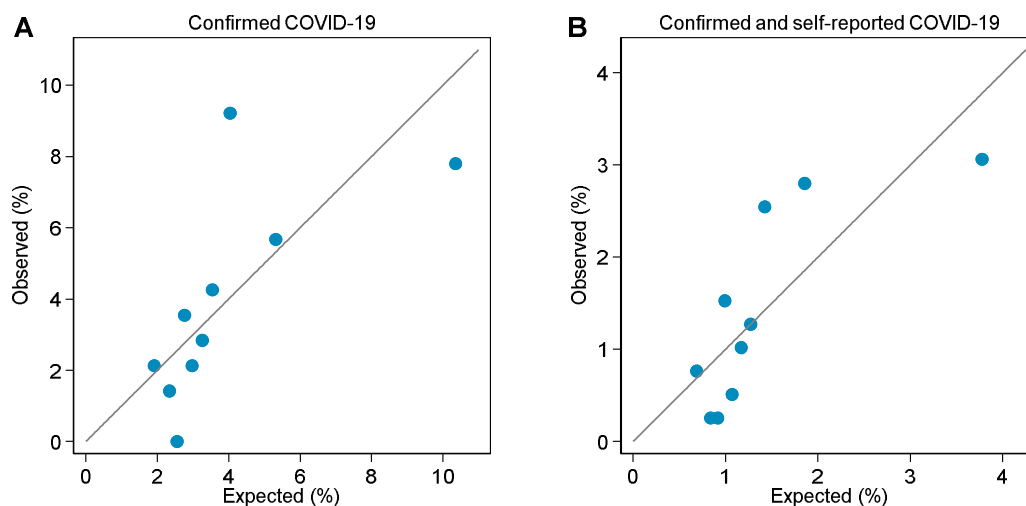 A
Confirmed COVID-19
Observed (%)
10
8
6
4
2
0
0 2 4 6 8 10
Expected (%)
B
Confirmed and self-reported COVID-19
Observed (%)
4
3
2
1
0
0 1 2 3 4
Expected (%)